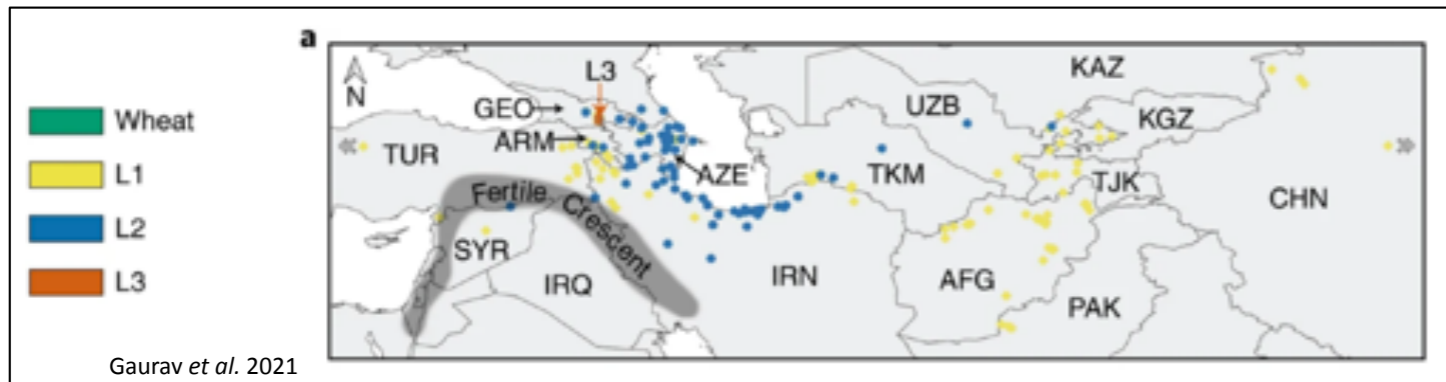 a
N
Wheat
L1
L2
L3
L3
GEO
ARM
TUR
AZE
Fertile Crescent
SYR
IRQ
IRN
TKM
UZB
KAZ
KGZ
TJK
AFG
PAK
CHN
Gaurav et al. 2021